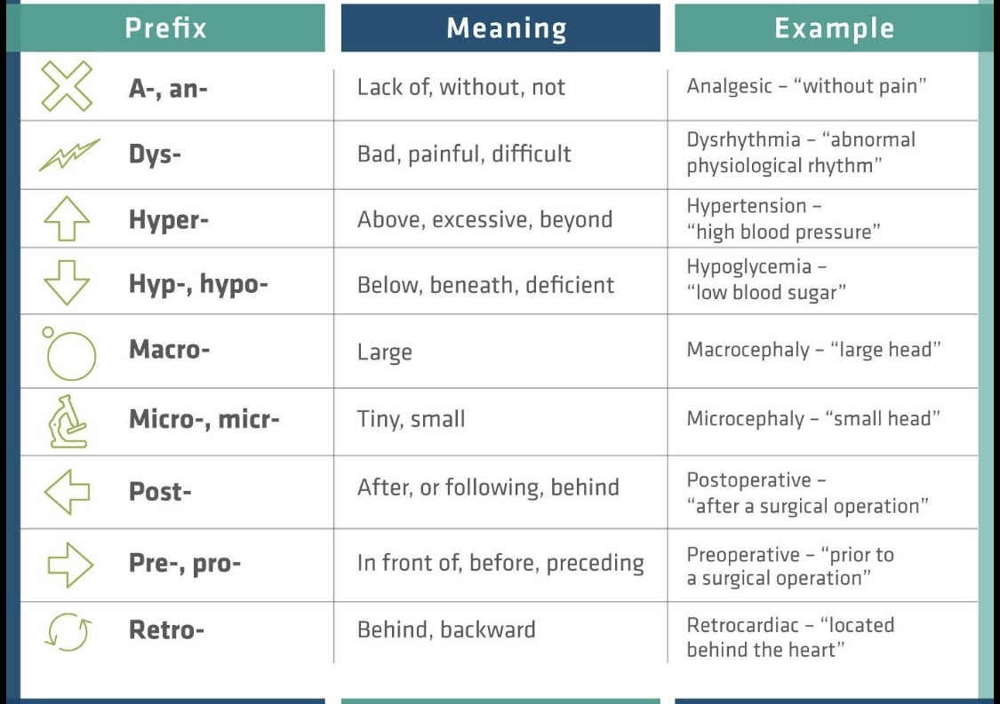 Prefix Meaning Example
A-, an- Lack of, without, not Analgesic – “without pain”
Dys- Bad, painful, difficult Dysrhythmia – “abnormal
physiological rhythm”
Hyper- Above, excessive, beyond Hypertension –
“high blood pressure”
Hyp-, hypo- Below, beneath, deficient Hypoglycemia –
“low blood sugar”
Macro- Large Macrocephaly – “large head”
Micro-, micr- Tiny, small Microcephaly – “small head”
Post- After, or following, behind Postoperative –
“after a surgical operation”
Pre-, pro- In front of, before, preceding Preoperative – “prior to
a surgical operation”
Retro- Behind, backward Retrocardiac – “located
behind the heart”